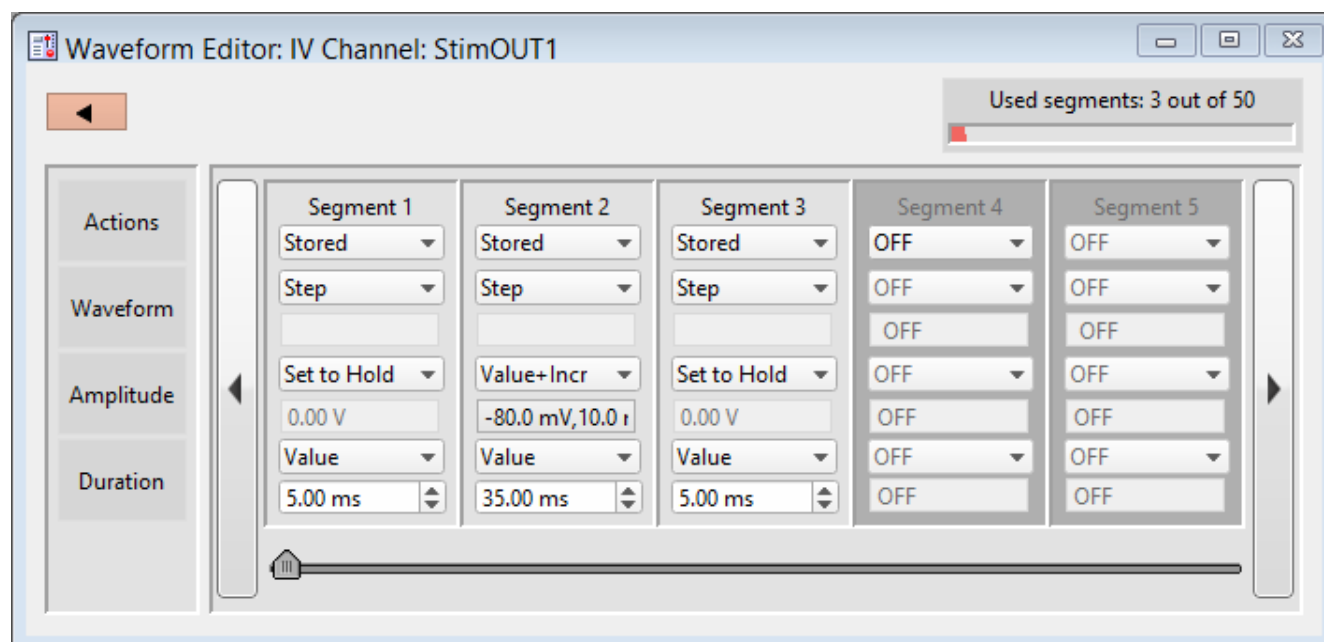 Waveform Editor: IV Channel: StimOUT1
Used segments: 3 out of 50
Actions
Waveform
Amplitude
Duration
Segment 1 Segment 2 Segment 3 Segment 4 Segment 5
Stored Stored Stored OFF OFF
Step Step Step OFF OFF
OFF OFF
Set to Hold Value+Incr Set to Hold OFF OFF
0.00 V -80.0 mV,10.0 0.00 V OFF OFF
Value Value Value OFF OFF
5.00 ms 35.00 ms 5.00 ms OFF OFF